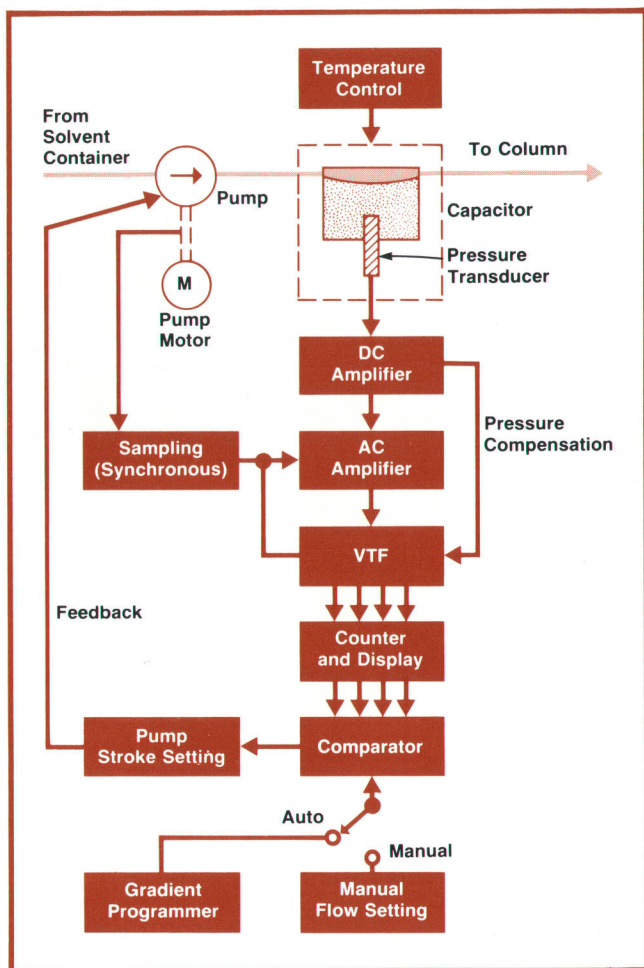 Temperature
Control
From
Solvent
Container
To Column
Pump
Capacitor
Pressure
Transducer
M
Pump
Motor
DC
Amplifier
Pressure
Compensation
Sampling
(Synchronous)
AC
Amplifier
VTF
Feedback
Counter
and Display
Pump
Stroke Setting
Comparator
Auto
Manual
Gradient
Programmer
Manual
Flow Setting